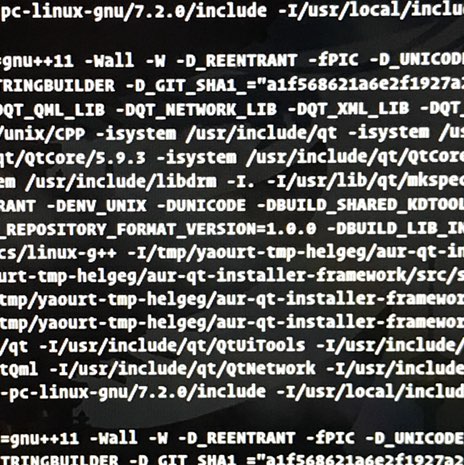 pc-linux-gnu/7.2.0/include -I/usr/local/inclu
=gnu++11 -Wall -W -D_REENTRANT -fPIC -D_UNICODE
TRINGBUILDER -D_GIT_SHA1_="a1f568621a6e2f1927a2
DQT_QML_LIB -DQT_NETWORK_LIB -DQT_XML_LIB -DQT_
/unix/CPP -isystem /usr/include/qt -isystem /us
qt/Qtcore/5.9.3 -isystem /usr/include/qt/Qtcore
em /usr/include/libdrm -I. -I/usr/lib/qt/mkspec
RANT -DENV_UNIX -DUNICODE -DBUILD_SHARED_KDTOOL
_REPOSITORY_FORMAT_VERSION=1.0.0 -DBUILD_LIB_IN
cs/linux-g++ -I/tmp/yaourt-tmp-helgeg/aur-qt-in
urt-tmp-helgeg/aur-qt-installer-framework/src/s
tmp/yaourt-tmp-helgeg/aur-qt-installer-framewor
tmp/yaourt-tmp-helgeg/aur-qt-installer-framewor
/qt -I/usr/include/qt/QtUiTools -I/usr/include/
tQml -I/usr/include/qt/QtNetwork -I/usr/include
-pc-linux-gnu/7.2.0/include -I/usr/local/includ
=gnu++11 -Wall -W -D_REENTRANT -fPIC -D_UNICODE
TRINGBUILDER -D_GIT_SHA1_="a1f568621a6e2f1927a2